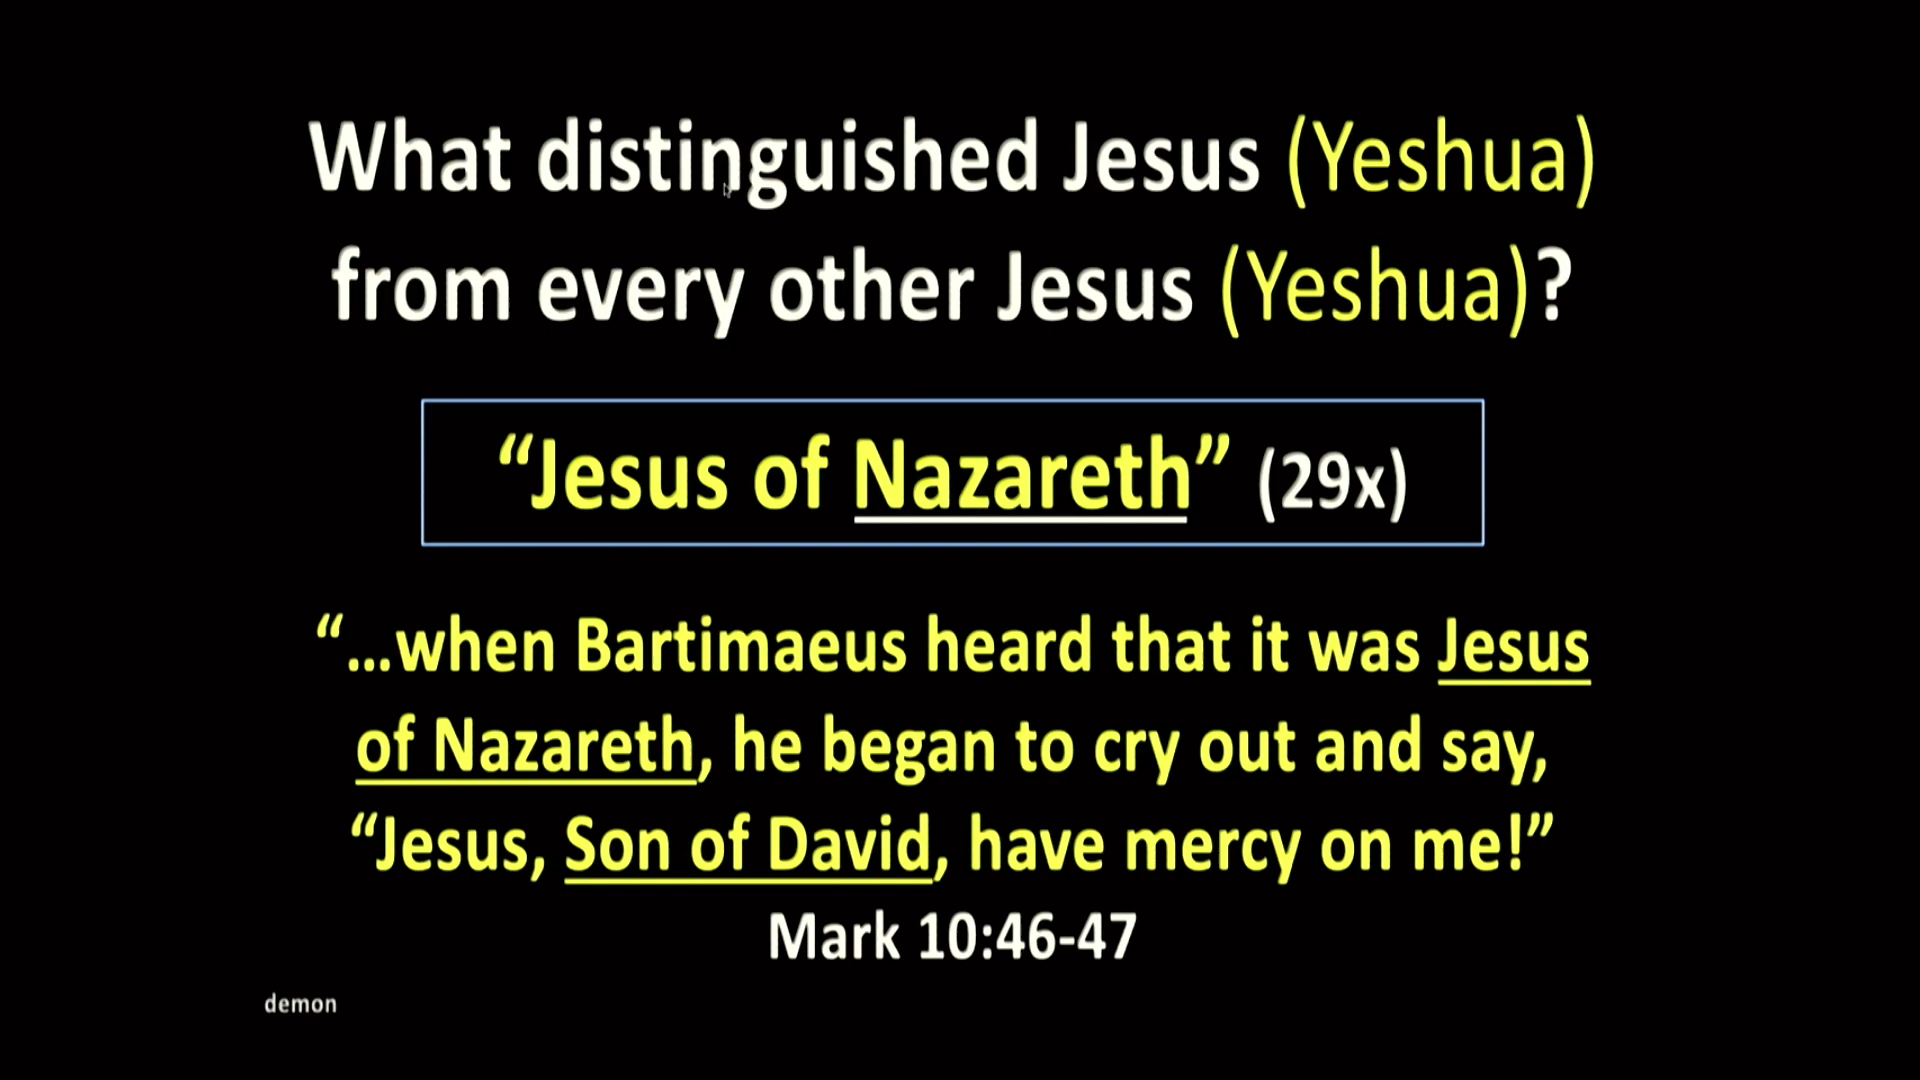 What distinguished Jesus (Yeshua)
from every other Jesus (Yeshua)?
“Jesus of Nazareth” (29x)
“...when Bartimaeus heard that it was Jesus
of Nazareth, he began to cry out and say,
“Jesus, Son of David, have mercy on me!”
Mark 10:46-47
demon